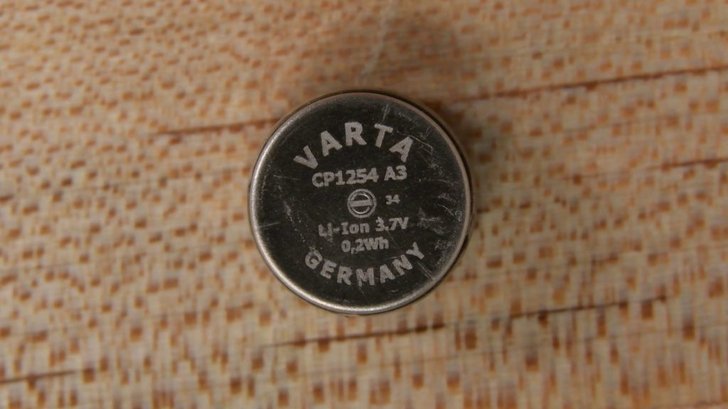 VARTA
CP1254 A3
34
Li-Ion 3.7V
0,2Wh
GERMANY